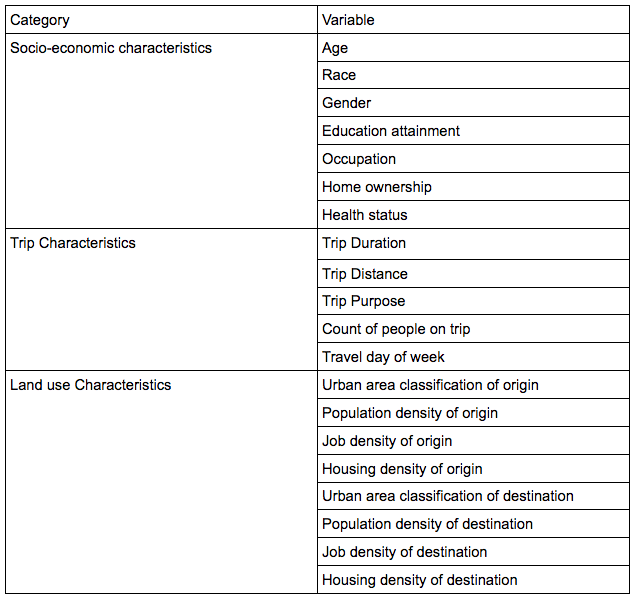 Category Variable
Socio-economic characteristics Age
Race
Gender
Education attainment
Occupation
Home ownership
Health status
Trip Characteristics Trip Duration
Trip Distance
Trip Purpose
Count of people on trip
Travel day of week
Land use Characteristics Urban area classification of origin
Population density of origin
Job density of origin
Housing density of origin
Urban area classification of destination
Population density of destination
Job density of destination
Housing density of destination